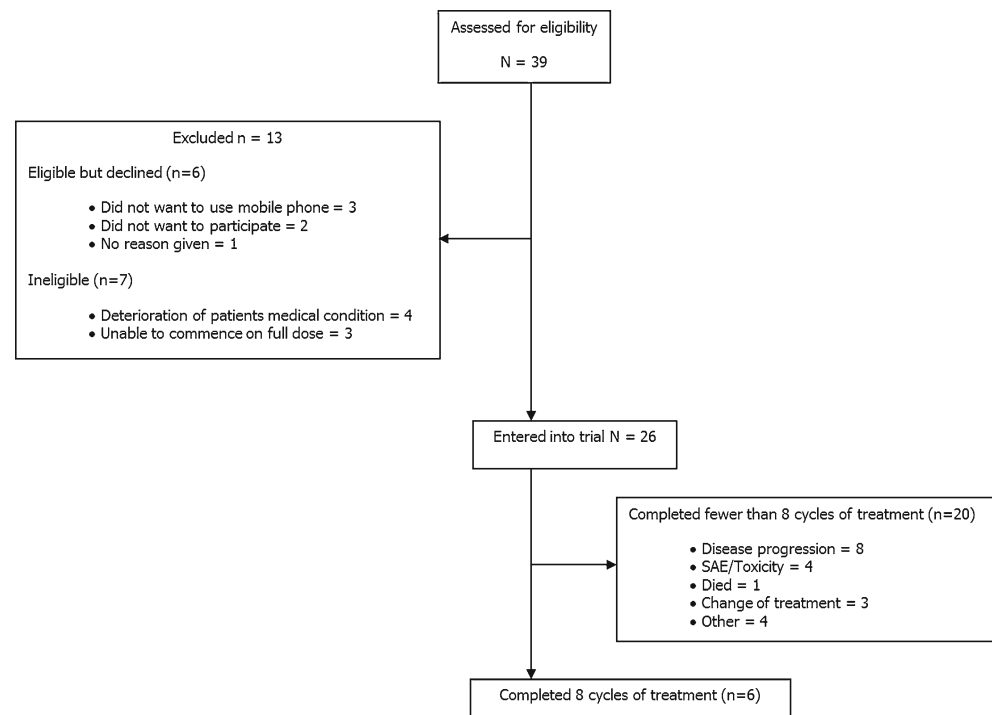 Assessed for eligibility
N = 39
Excluded n = 13
Eligible but declined (n=6)
• Did not want to use mobile phone = 3
• Did not want to participate = 2
• No reason given = 1
Ineligible (n=7)
• Deterioration of patients medical condition = 4
• Unable to commence on full dose = 3
Entered into trial N = 26
Completed fewer than 8 cycles of treatment (n=20)
• Disease progression = 8
• SAE/Toxicity = 4
• Died = 1
• Change of treatment = 3
• Other = 4
Completed 8 cycles of treatment (n=6)